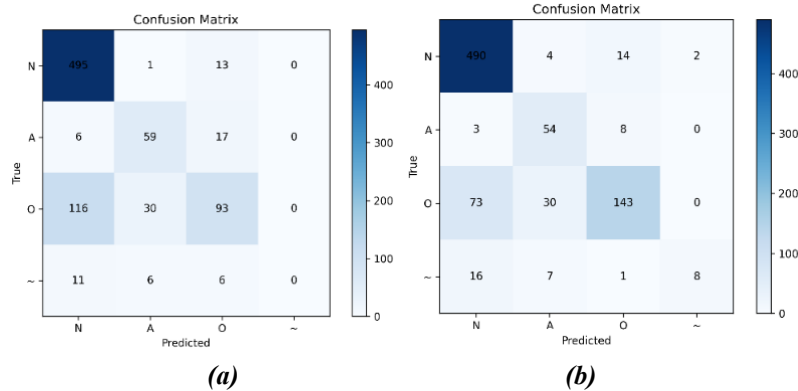 Confusion Matrix
N 495 1 13 0
A 6 59 17 0
O 116 30 93 0
~ 11 6 6 0
N A O ~
Predicted
True
400
300
200
100
0
(a)
Confusion Matrix
N 490 4 14 2
A 3 54 8 0
O 73 30 143 0
~ 16 7 1 8
N A O ~
Predicted
True
400
300
200
100
0
(b)